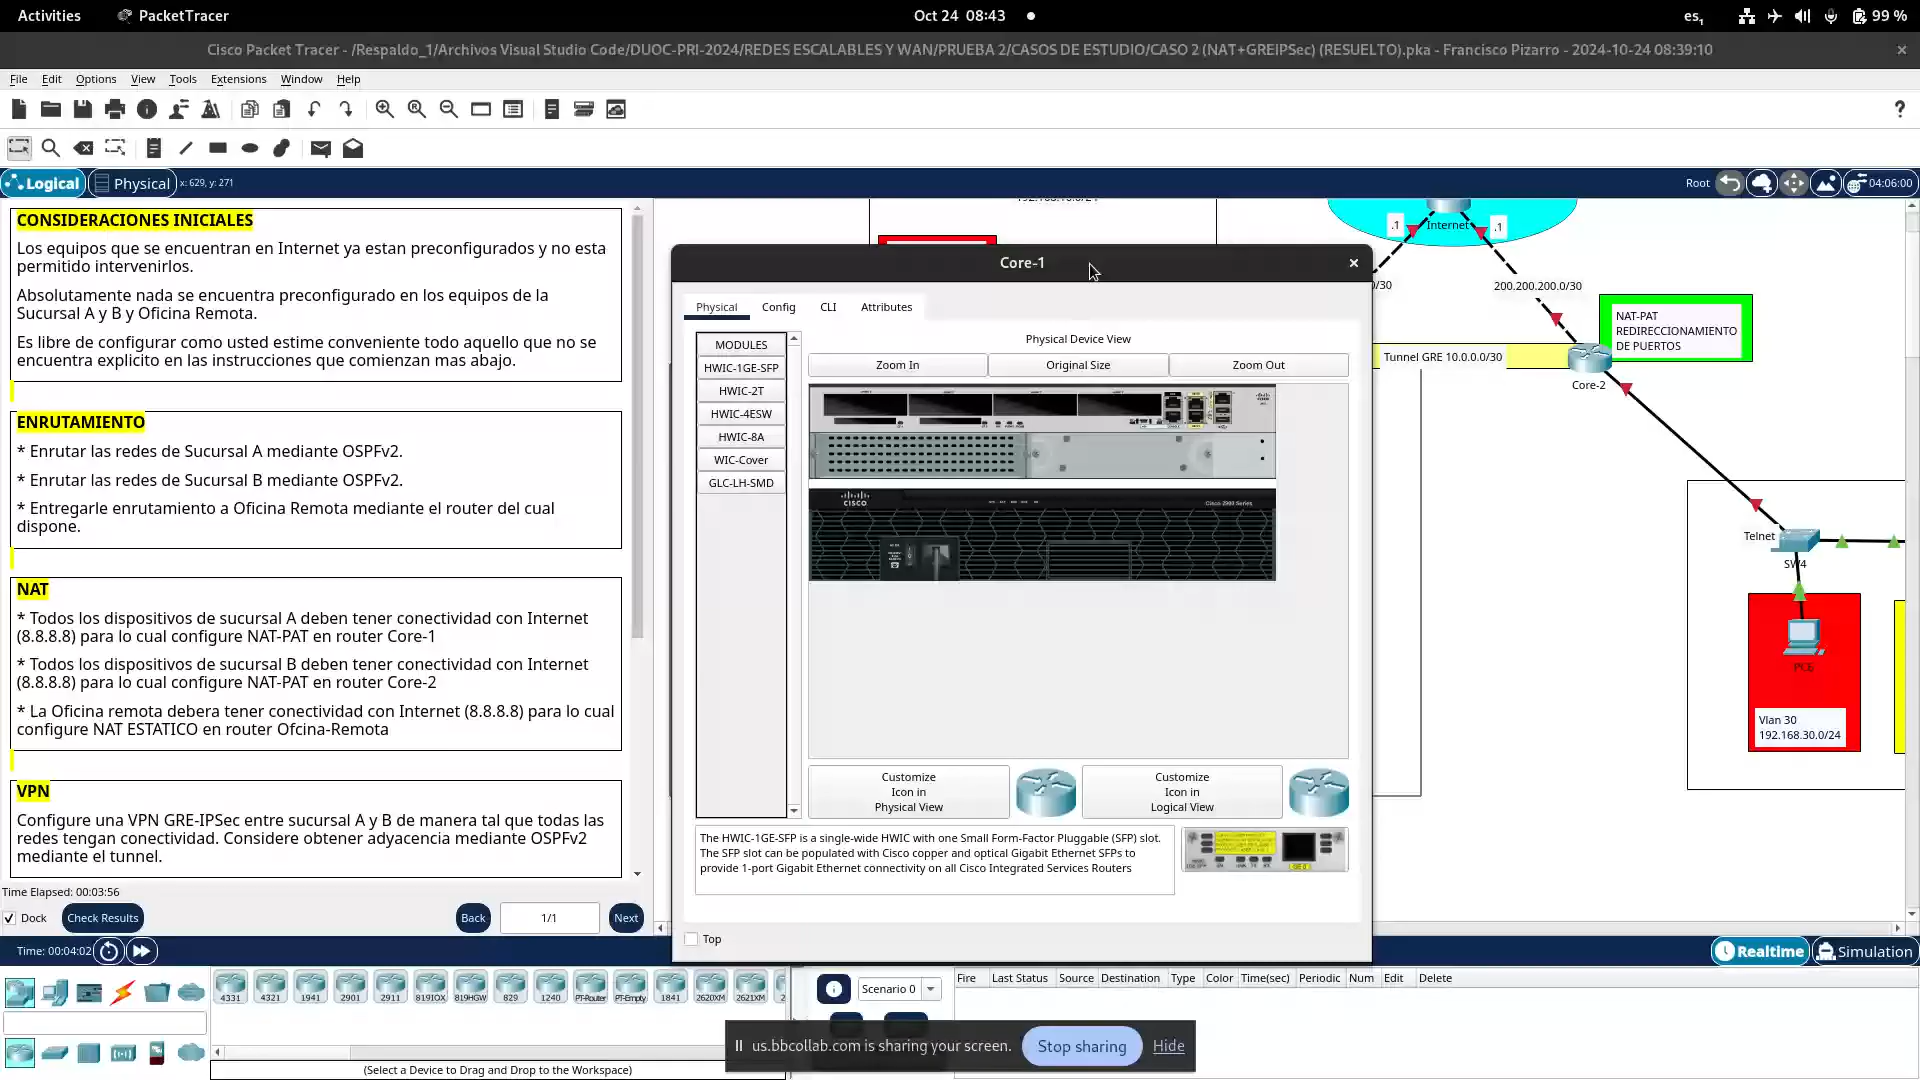 Activities
PacketTracer
Oct 24 08:43
es1
99 %
Cisco Packet Tracer - /Respaldo_1/Archivos Visual Studio Code/DUOC-PRI-2024/REDES ESCALABLES Y WAN/PRUEBA 2/CASOS DE ESTUDIO/CASO 2 (NAT+GREIPSec) (RESUELTO).pka - Francisco Pizarro - 2024-10-24 08:39:10
File Edit Options View Tools Extensions Window Help
Logical
Physical
x: 629, y: 271
Root
04:06:00
CONSIDERACIONES INICIALES
Los equipos que se encuentran en Internet ya estan preconfigurados y no esta
permitido intervenirlos.
Absolutamente nada se encuentra preconfigurado en los equipos de la
Sucursal A y B y Oficina Remota.
Es libre de configurar como usted estime conveniente todo aquello que no se
encuentra explicito en las instrucciones que comienzan mas abajo.
ENRUTAMIENTO
* Enrutar las redes de Sucursal A mediante OSPFv2.
* Enrutar las redes de Sucursal B mediante OSPFv2.
* Entregarle enrutamiento a Oficina Remota mediante el router del cual
dispone.
NAT
* Todos los dispositivos de sucursal A deben tener conectividad con Internet
(8.8.8.8) para lo cual configure NAT-PAT en router Core-1
* Todos los dispositivos de sucursal B deben tener conectividad con Internet
(8.8.8.8) para lo cual configure NAT-PAT en router Core-2
* La Oficina remota debera tener conectividad con Internet (8.8.8.8) para lo cual
configure NAT ESTATICO en router Ofcina-Remota
VPN
Configure una VPN GRE-IPSec entre sucursal A y B de manera tal que todas las
redes tengan conectividad. Considere obtener adyacencia mediante OSPFv2
mediante el tunnel.
Time Elapsed: 00:03:56
Dock
Check Results
Back
1/1
Next
Core-1
Physical Config CLI Attributes
MODULES
HWIC-1GE-SFP
HWIC-2T
HWIC-4ESW
HWIC-8A
WIC-Cover
GLC-LH-SMD
Physical Device View
Zoom In
Original Size
Zoom Out
CISCO
Cisco 2900 Series
Customize
Icon in
Physical View
Customize
Icon in
Logical View
The HWIC-1GE-SFP is a single-wide HWIC with one Small Form-Factor Pluggable (SFP) slot.
The SFP slot can be populated with Cisco copper and optical Gigabit Ethernet SFPs to
provide 1-port Gigabit Ethernet connectivity on all Cisco Integrated Services Routers
Top
Internet
.1
.1
0/30
200.200.200.0/30
NAT-PAT
REDIRECCIONAMIENTO
DE PUERTOS
Tunnel GRE 10.0.0.0/30
Core-2
Telnet
SW4
PC6
Vlan 30
192.168.30.0/24
Time: 00:04:02
Realtime
Simulation
4331 4321 1941 2901 2911 819IOX 819HGW 829 1240 PT-Router PT-Empty 1841 2620XM 2621XM
(Select a Device to Drag and Drop to the Workspace)
Scenario 0
Fire Last Status Source Destination Type Color Time(sec) Periodic Num Edit Delete
us.bbcollab.com is sharing your screen.
Stop sharing
Hide